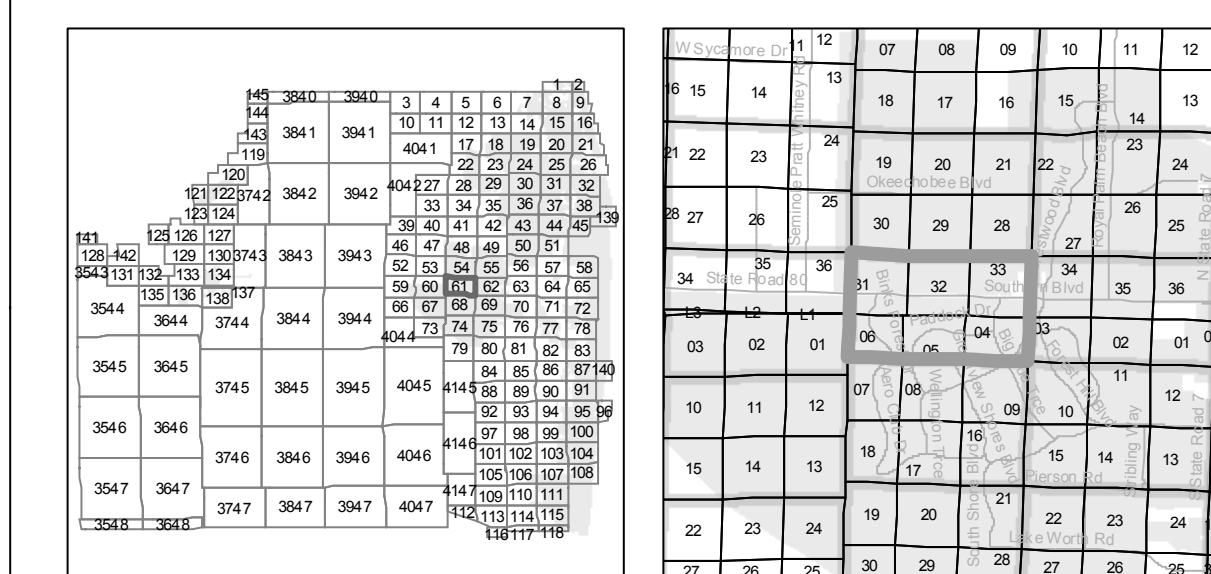 1 2
145 3840 3940 3 4 5 6 7 8 9
144 10 11 12 13 14 15 16
143 3841 3941 4041 17 18 19 20 21
119 22 23 24 25 26
120
121 122 3742 3842 3942 4042 27 28 29 30 31 32
123 124 33 34 35 36 37 38
139
125 126 127 39 40 41 42 43 44 45
141
128 142 129 130 3743 3843 3943 46 47 48 49 50 51
3543 131 132 133 134 52 53 54 55 56 57 58
135 136 138 137 59 60 61 62 63 64 65
3544 3644 3744 3844 3944 66 67 68 69 70 71 72
4044 73 74 75 76 77 78
79 80 81 82 83
3545 3645 84 85 86 87 140
3745 3845 3945 4045 4145 88 89 90 91
92 93 94 95 96
3546 3646 97 98 99 100
3746 3846 3946 4046 4146 101 102 103 104
105 106 107 108
3547 3647 4147 109 110 111
3747 3847 3947 4047 112 113 114 115
3548 3648 116 117 118
W Sycamore Dr 11 12 07 08 09 10 11 12
16 15 14 13 18 17 16 15 14 13
Seminole Pratt Whitney Rd
Royal Palm Beach Blvd
21 22 23 24 19 20 21 22 23 24
Okeechobee Blvd
28 27 26 25 30 29 28 27 26 25
N State Road 7
34 35 36 31 32 33 34 35 36
State Road 80 Southern Blvd
L3 L2 L1
Paddock Dr
03 02 01 06 05 04 03 02 01
Forest Hill Blvd
Aero Club Dr
Wellington Trce
10 11 12 07 08 09 10 11 12
South Shore Blvd
Stribling Way
S State Road 7
15 14 13 18 17 16 15 14 13
Pierson Rd
22 23 24 19 20 21 22 23 24
Lake Worth Rd
27 26 25 30 29 28 27 26 25